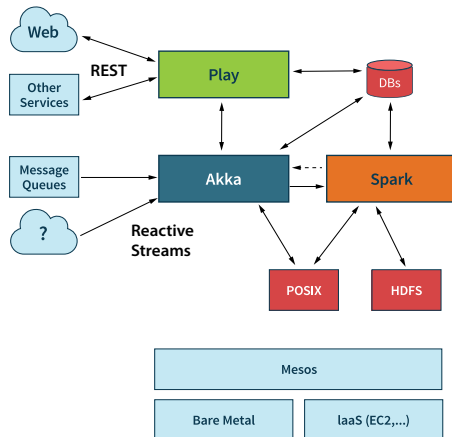 Web
REST
Play
DBs
Other
Services
Message
Queues
Akka
Spark
?
Reactive
Streams
POSIX
HDFS
Mesos
Bare Metal
IaaS (EC2,...)